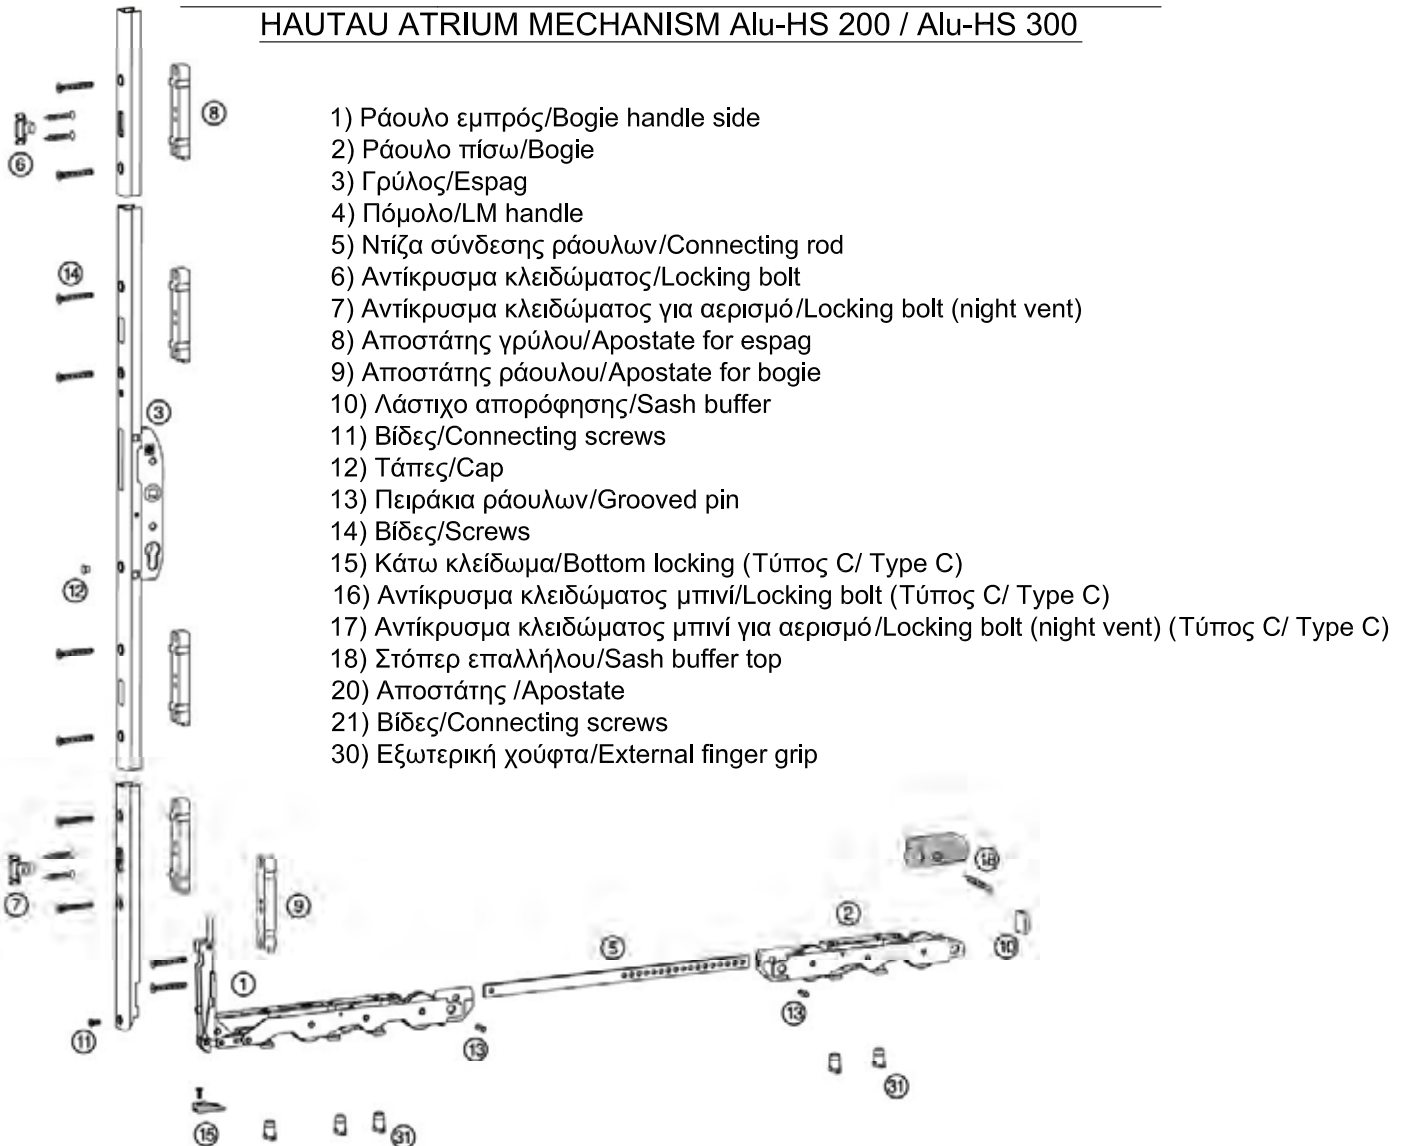 HAUTAU ATRIUM MECHANISM Alu-HS 200 / Alu-HS 300
1) Ράουλο εμπρός/Bogie handle side
2) Ράουλο πίσω/Bogie
3) Γρύλος/Espag
4) Πόμολο/LM handle
5) Ντίζα σύνδεσης ράουλων/Connecting rod
6) Αντίκρυσμα κλειδώματος/Locking bolt
7) Αντίκρυσμα κλειδώματος για αερισμό/Locking bolt (night vent)
8) Αποστάτης γρύλου/Apostate for espag
9) Αποστάτης ράουλου/Apostate for bogie
10) Λάστιχο απορόφησης/Sash buffer
11) Βίδες/Connecting screws
12) Τάπες/Cap
13) Πειράκια ράουλων/Grooved pin
14) Βίδες/Screws
15) Κάτω κλείδωμα/Bottom locking (Τύπος C/ Type C)
16) Αντίκρυσμα κλειδώματος μπινί/Locking bolt (Τύπος C/ Type C)
17) Αντίκρυσμα κλειδώματος μπινί για αερισμό/Locking bolt (night vent) (Τύπος C/ Type C)
18) Στόπερ επαλλήλου/Sash buffer top
20) Αποστάτης /Apostate
21) Βίδες/Connecting screws
30) Εξωτερική χούφτα/External finger grip
8
6
14
3
12
7
9
18
2
10
5
1
13
11
13
31
15
31